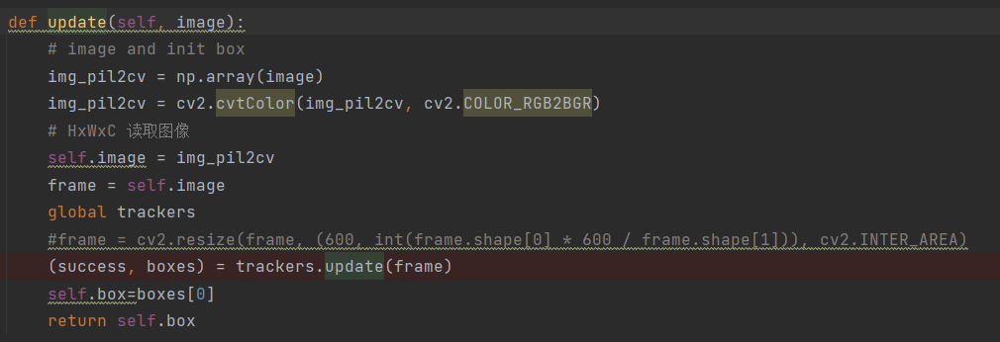 def update(self, image):
# image and init box
img_pil2cv = np.array(image)
img_pil2cv = cv2.cvtColor(img_pil2cv, cv2.COLOR_RGB2BGR)
# HxWxC 读取图像
self.image = img_pil2cv
frame = self.image
global trackers
#frame = cv2.resize(frame, (600, int(frame.shape[0] * 600 / frame.shape[1])), cv2.INTER_AREA)
(success, boxes) = trackers.update(frame)
self.box=boxes[0]
return self.box